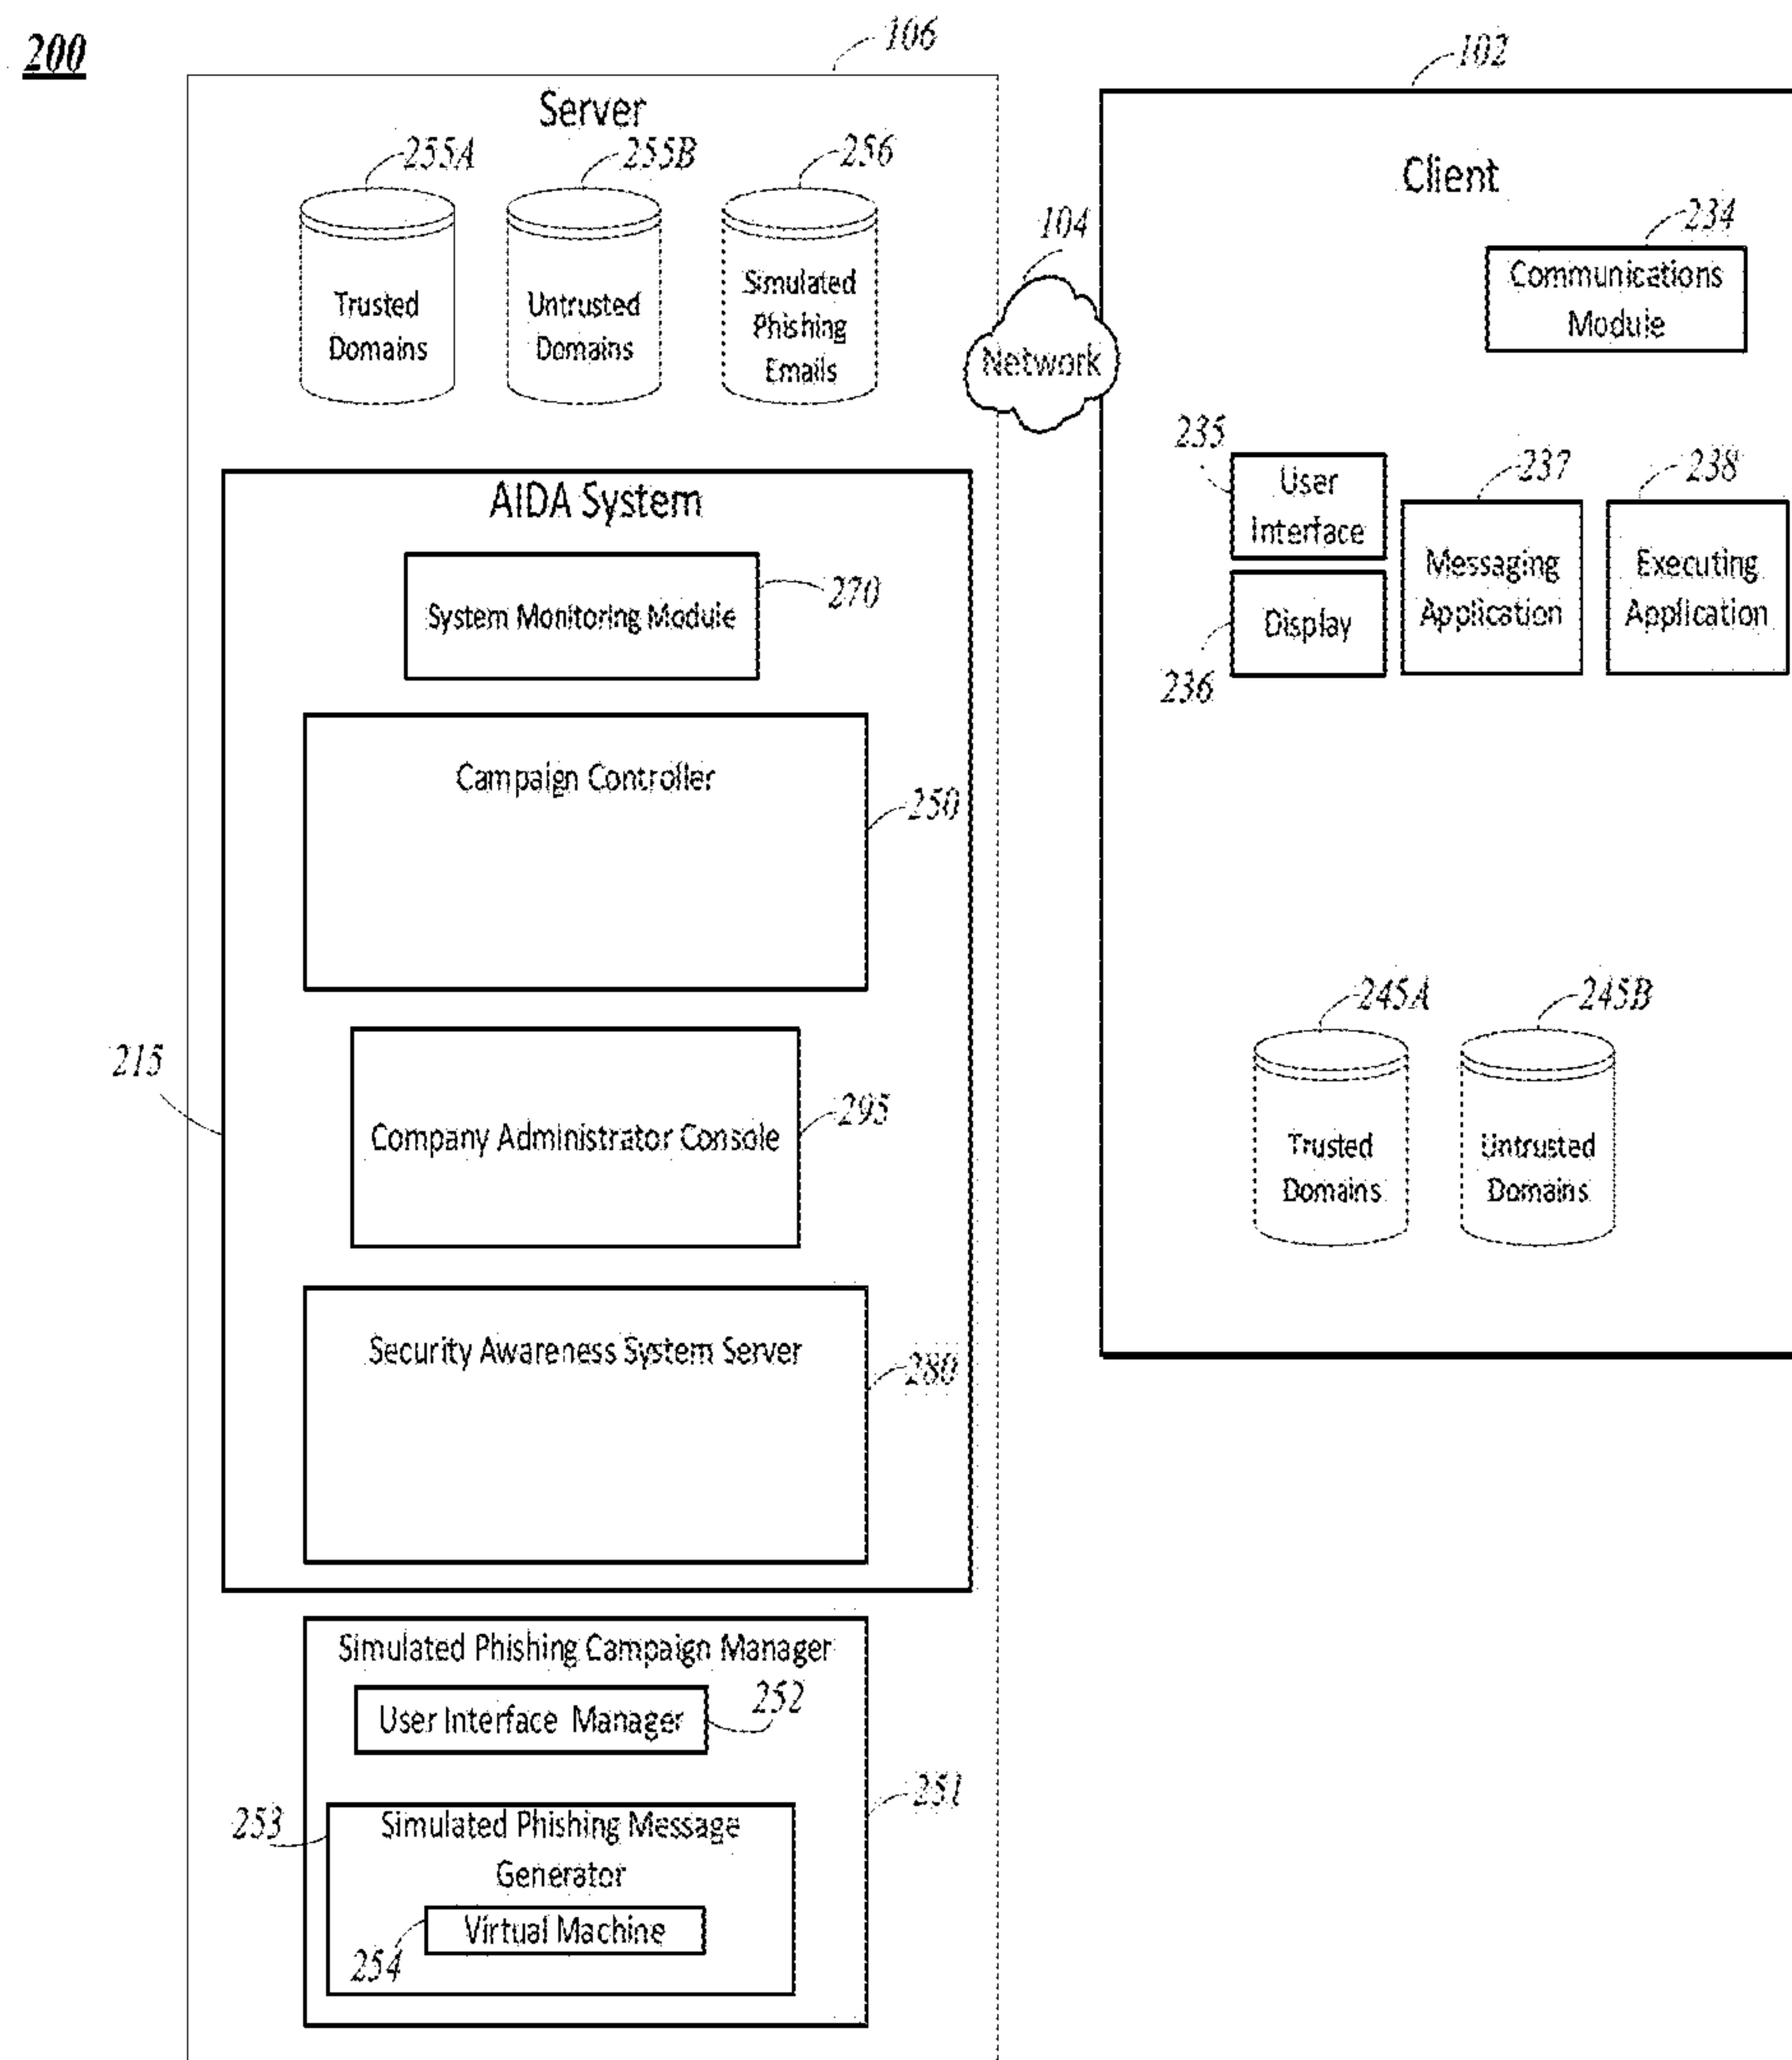 200
106
102
Server
255A
255B
256
Trusted
Domains
Untrusted
Domains
Simulated
Phishing
Emails
104
Network
Client
234
Communications
Module
235
User
Interface
Display
236
237
Messaging
Application
238
Executing
Application
245A
245B
Trusted
Domains
Untrusted
Domains
AIDA System
System Monitoring Module
270
Campaign Controller
250
215
Company Administrator Console
295
Security Awareness System Server
280
Simulated Phishing Campaign Manager
User Interface Manager
252
251
253
Simulated Phishing Message
Generator
Virtual Machine
254